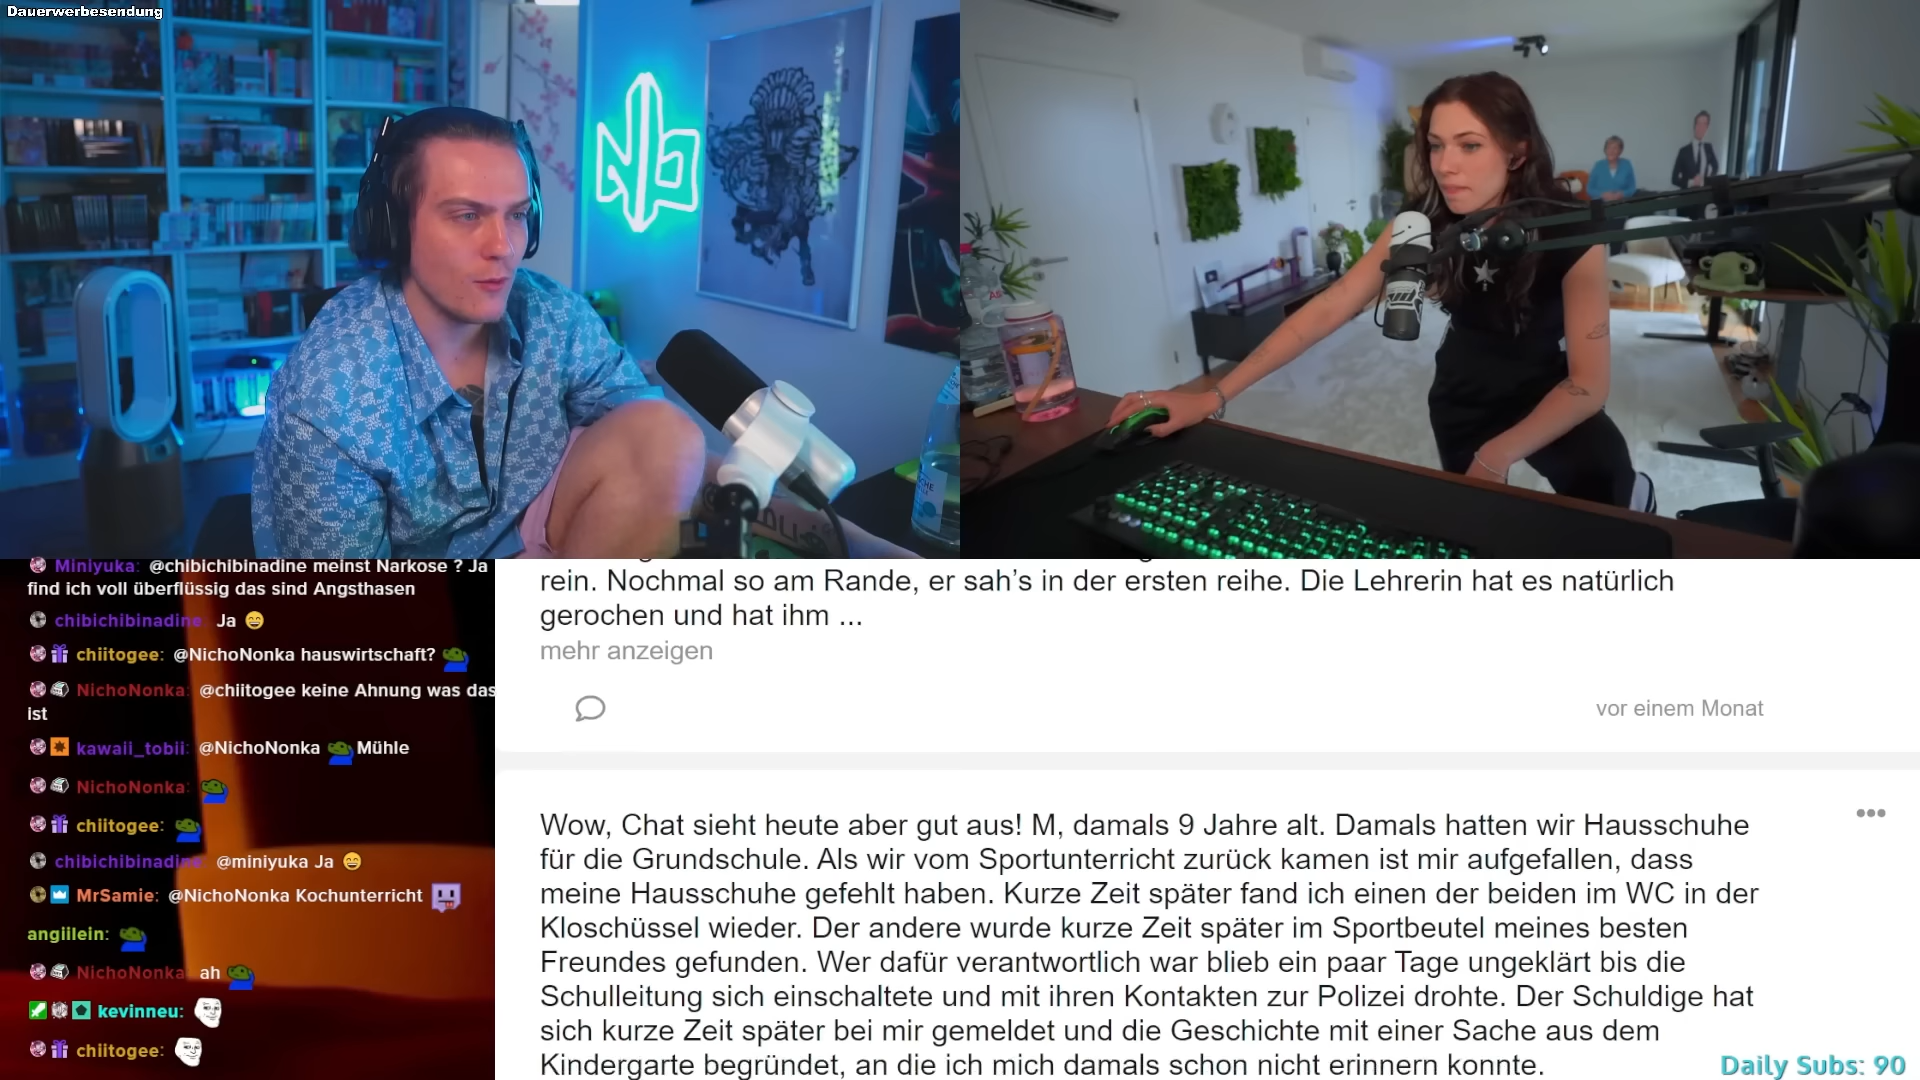 Dauerwerbesendung
Miniyuka: @chibichibinadine meinst Narkose ? Ja
find ich voll überflüssig das sind Angsthasen
chibichibinadine Ja
chiitogee: @NichoNonka hauswirtschaft?
NichoNonka: @chiitogee keine Ahnung was das
ist
kawaii_tobii: @NichoNonka Mühle
NichoNonka:
chiitogee:
chibichibinadine @miniyuka Ja
MrSamie: @NichoNonka Kochunterricht
angiilein:
NichoNonka ah
kevinneu:
chiitogee:
rein. Nochmal so am Rande, er sah’s in der ersten reihe. Die Lehrerin hat es natürlich
gerochen und hat ihm ...
mehr anzeigen
vor einem Monat
Wow, Chat sieht heute aber gut aus! M, damals 9 Jahre alt. Damals hatten wir Hausschuhe
für die Grundschule. Als wir vom Sportunterricht zurück kamen ist mir aufgefallen, dass
meine Hausschuhe gefehlt haben. Kurze Zeit später fand ich einen der beiden im WC in der
Kloschüssel wieder. Der andere wurde kurze Zeit später im Sportbeutel meines besten
Freundes gefunden. Wer dafür verantwortlich war blieb ein paar Tage ungeklärt bis die
Schulleitung sich einschaltete und mit ihren Kontakten zur Polizei drohte. Der Schuldige hat
sich kurze Zeit später bei mir gemeldet und die Geschichte mit einer Sache aus dem
Kindergarte begründet, an die ich mich damals schon nicht erinnern konnte.
Daily Subs: 90